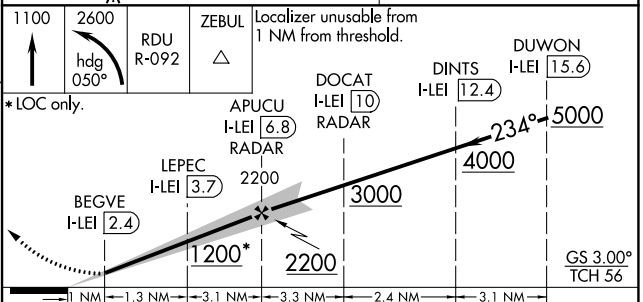 1100
2600
hdg
050°
RDU
R-092
ZEBUL
Localizer unusable from
1 NM from threshold.
* LOC only.
DUWON
I-LEI 15.6
DINTS
I-LEI 12.4
DOCAT
I-LEI 10
RADAR
APUCU
I-LEI 6.8
RADAR
LEPEC
I-LEI 3.7
BEGVE
I-LEI 2.4
234°
5000
4000
3000
2200
2200
1200*
GS 3.00°
TCH 56
1 NM
1.3 NM
3.1 NM
3.3 NM
2.4 NM
3.1 NM